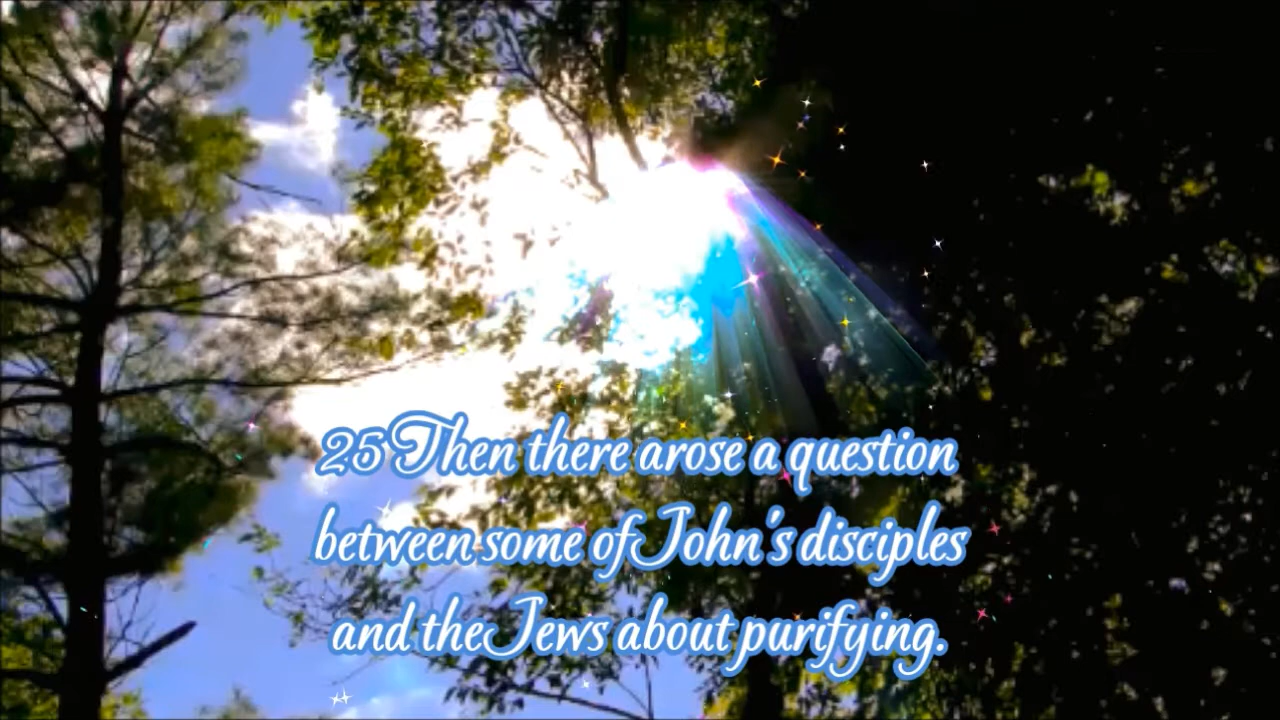 25 Then there arose a question
between some of John's disciples
and the Jews about purifying.